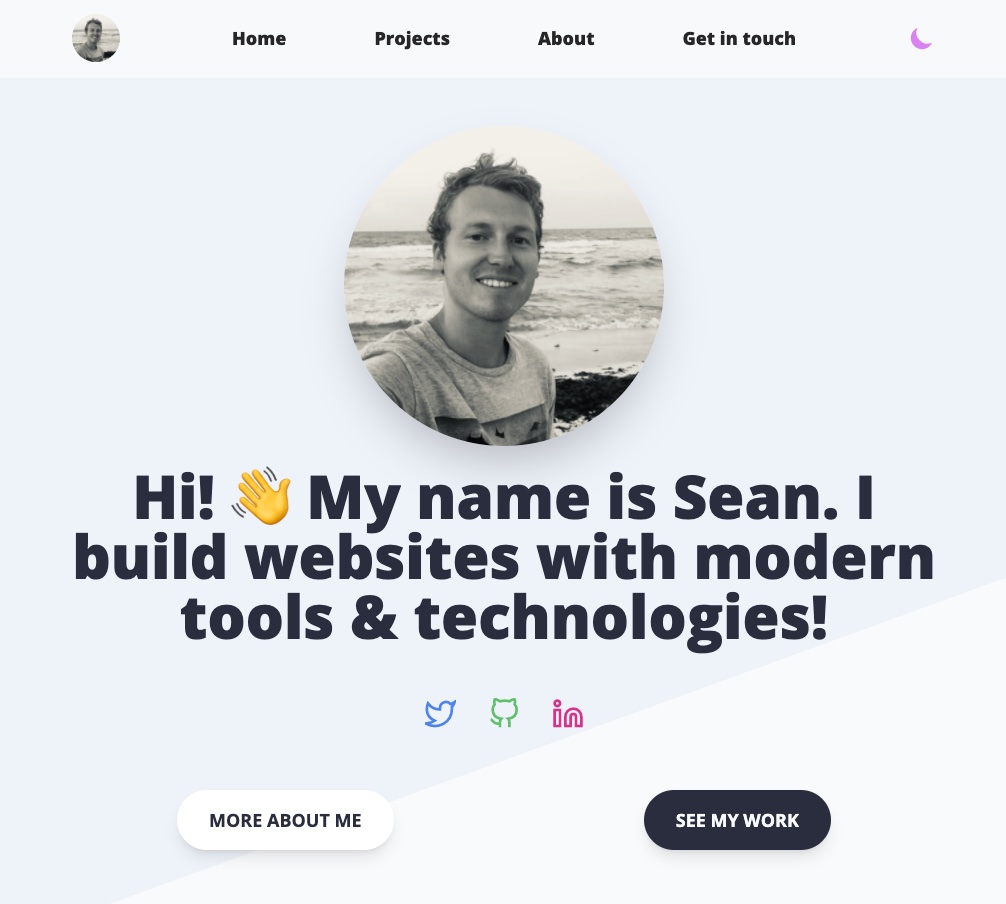 Home Projects About Get in touch
Hi! 👋 My name is Sean. I
build websites with modern
tools & technologies!
MORE ABOUT ME SEE MY WORK